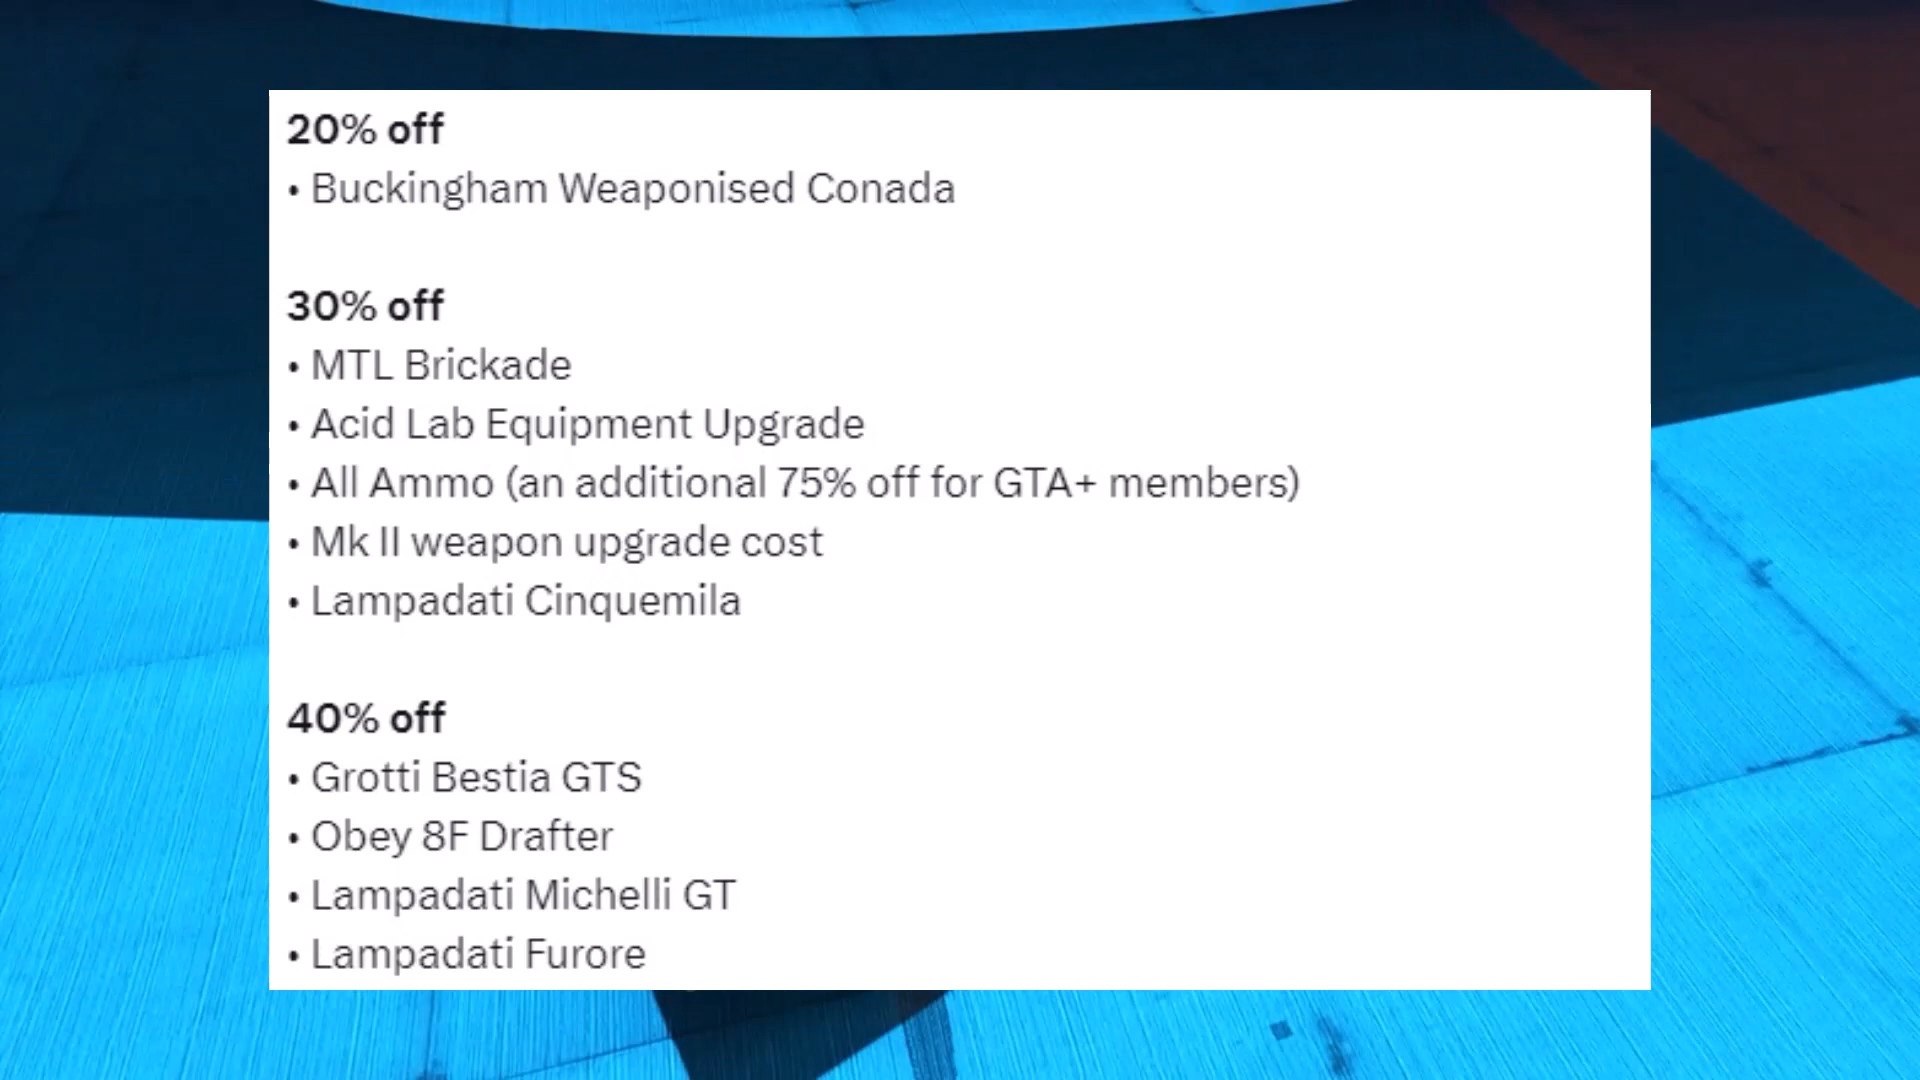 20% off
• Buckingham Weaponised Conada
30% off
• MTL Brickade
• Acid Lab Equipment Upgrade
• All Ammo (an additional 75% off for GTA+ members)
• Mk II weapon upgrade cost
• Lampadati Cinquemila
40% off
• Grotti Bestia GTS
• Obey 8F Drafter
• Lampadati Michelli GT
• Lampadati Furore